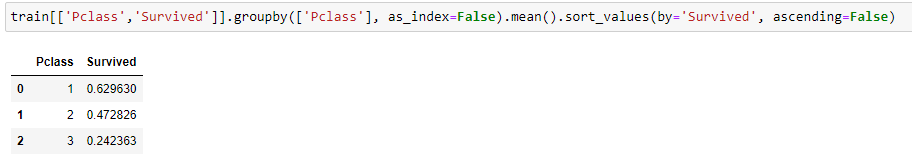 train[['Pclass','Survived']].groupby(['Pclass'], as_index=False).mean().sort_values(by='Survived', ascending=False)
Pclass Survived
0 1 0.629630
1 2 0.472826
2 3 0.242363